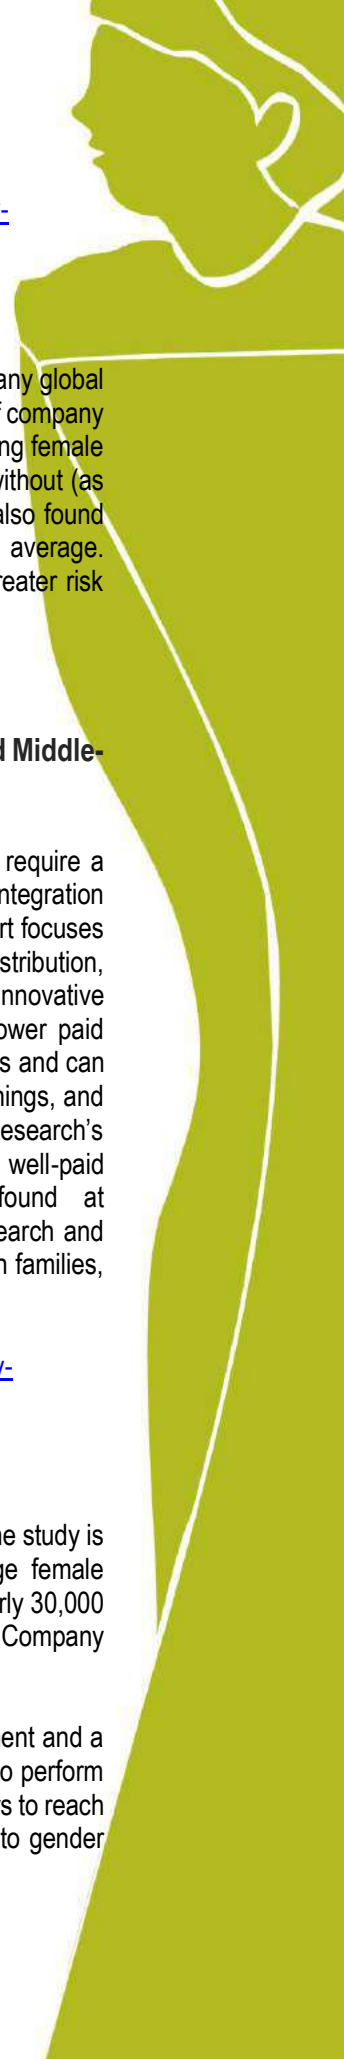 -
any global
company
ng female
without (as
also found
average.
reater risk
d Middle-
require a
ntegration
rt focuses
stribution,
innovative
ower paid
s and can
nings, and
esearch's
well-paid
found at
earch and
n families,
y-
ne study is
ge female
rly 30,000
Company
ent and a
o perform
s to reach
to gender